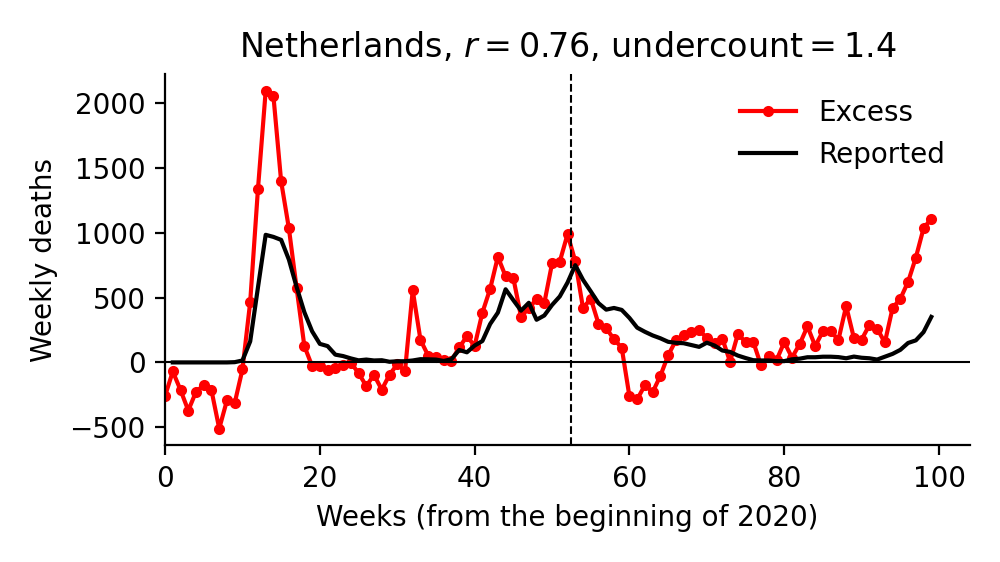 Netherlands, r = 0.76, undercount = 1.4
Excess
Reported
Weekly deaths
2000
1500
1000
500
0
−500
0 20 40 60 80 100
Weeks (from the beginning of 2020)